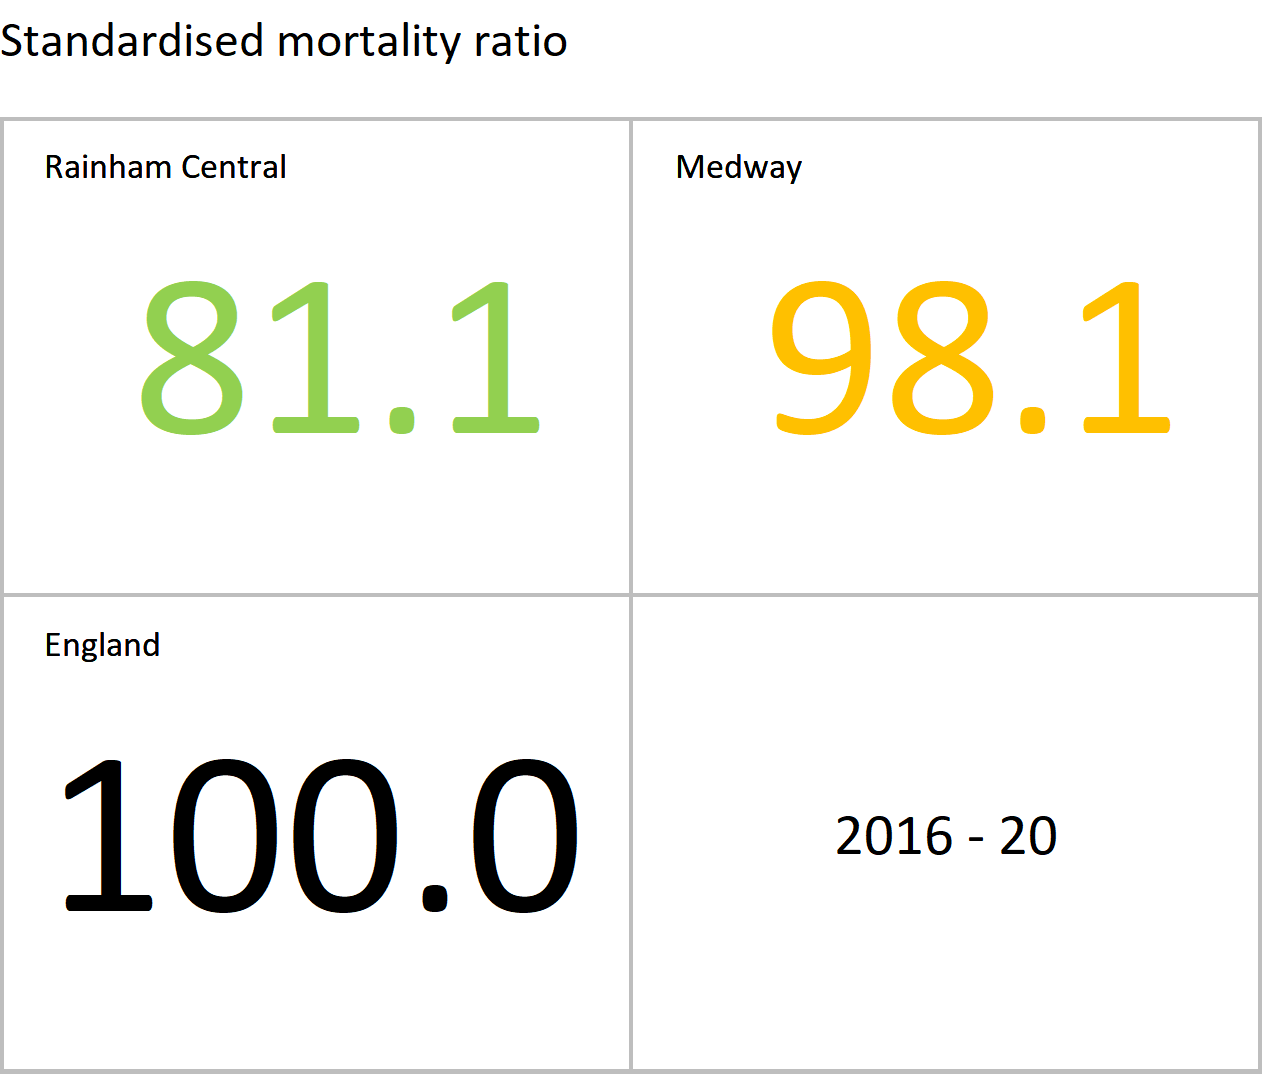 Standardised mortality ratio
Rainham Central
81.1
Medway
98.1
England
100.0
2016 - 20